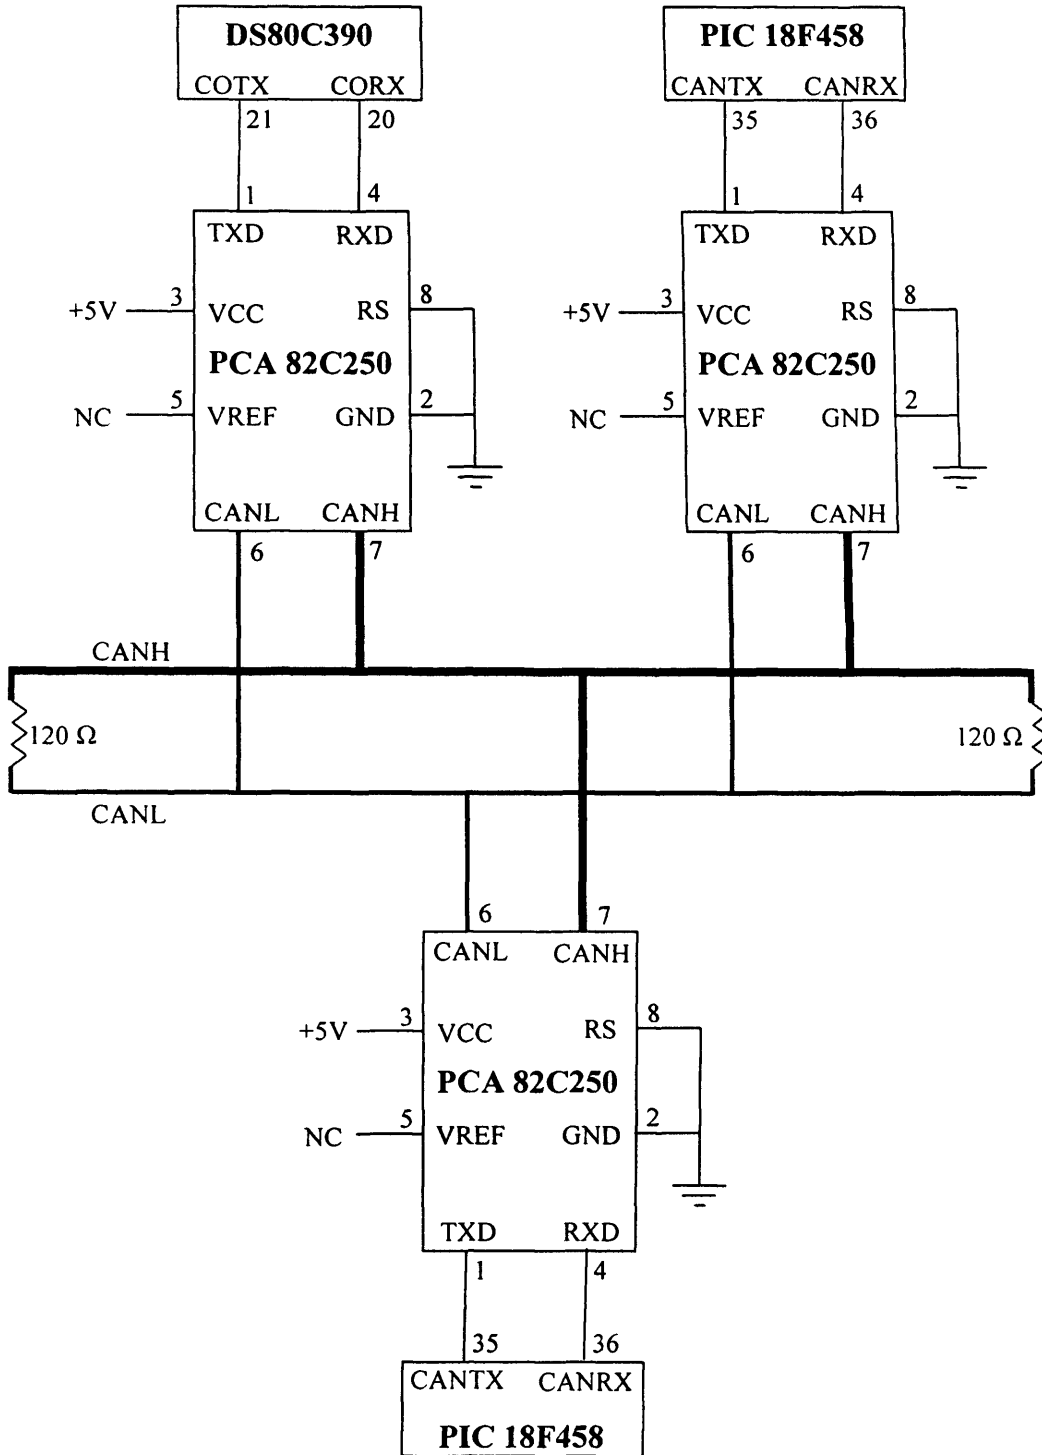 DS80C390 PIC 18F458
COTX CORX CANTX CANRX
21 20 35 36
1 4 1 4
TXD RXD TXD RXD
+5V 3 VCC RS 8 +5V 3 VCC RS 8
PCA 82C250 PCA 82C250
NC 5 VREF GND 2 NC 5 VREF GND 2
CANL CANH CANL CANH
6 7 6 7
CANH
120 Ω 120 Ω
CANL
6 7
CANL CANH
+5V 3 VCC RS 8
PCA 82C250
NC 5 VREF GND 2
TXD RXD
1 4
35 36
CANTX CANRX
PIC 18F458